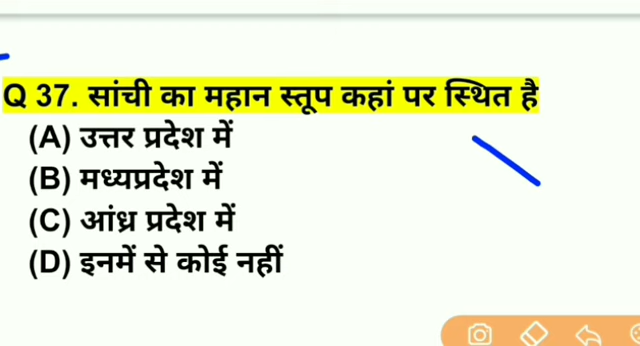 Q 37. सांची का महान स्तूप कहां पर स्थित है
(A) उत्तर प्रदेश में
(B) मध्यप्रदेश में
(C) आंध्र प्रदेश में
(D) इनमें से कोई नहीं